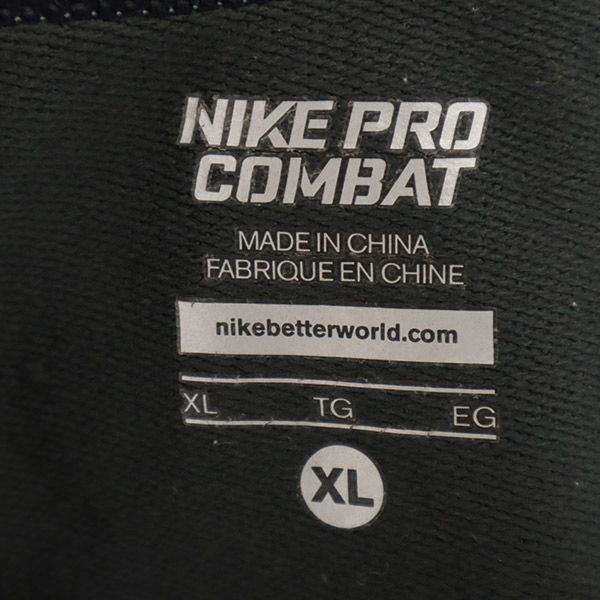 NIKE PRO
COMBAT
MADE IN CHINA
FABRIQUE EN CHINE
nikebetterworld.com
XL TG EG
XL